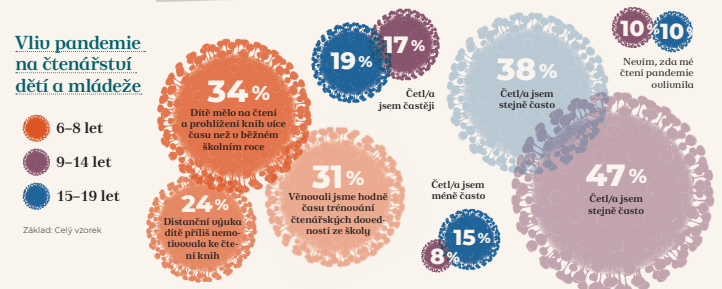 Vliv pandemie
na čtenářství
dětí a mládeže
6–8 let
9–14 let
15–19 let
Základ: Celý vzorek
34 %
Dítě mělo na čtení
a prohlížení knih více
času než v běžném
školním roce
24 %
Distanční výuka
dítě příliš nemo-
tivovala ke čte-
ní knih
31 %
Věnovali jsme hodně
času trénování
čtenářských doved-
ností ze školy
19 %
17 %
Četl/a
jsem častěji
38 %
Četl/a jsem
stejně často
10 %
10 %
Nevím, zda mé
čtení pandemie
ovlivnila
Četl/a jsem
méně často
15 %
8 %
47 %
Četl/a jsem
stejně často